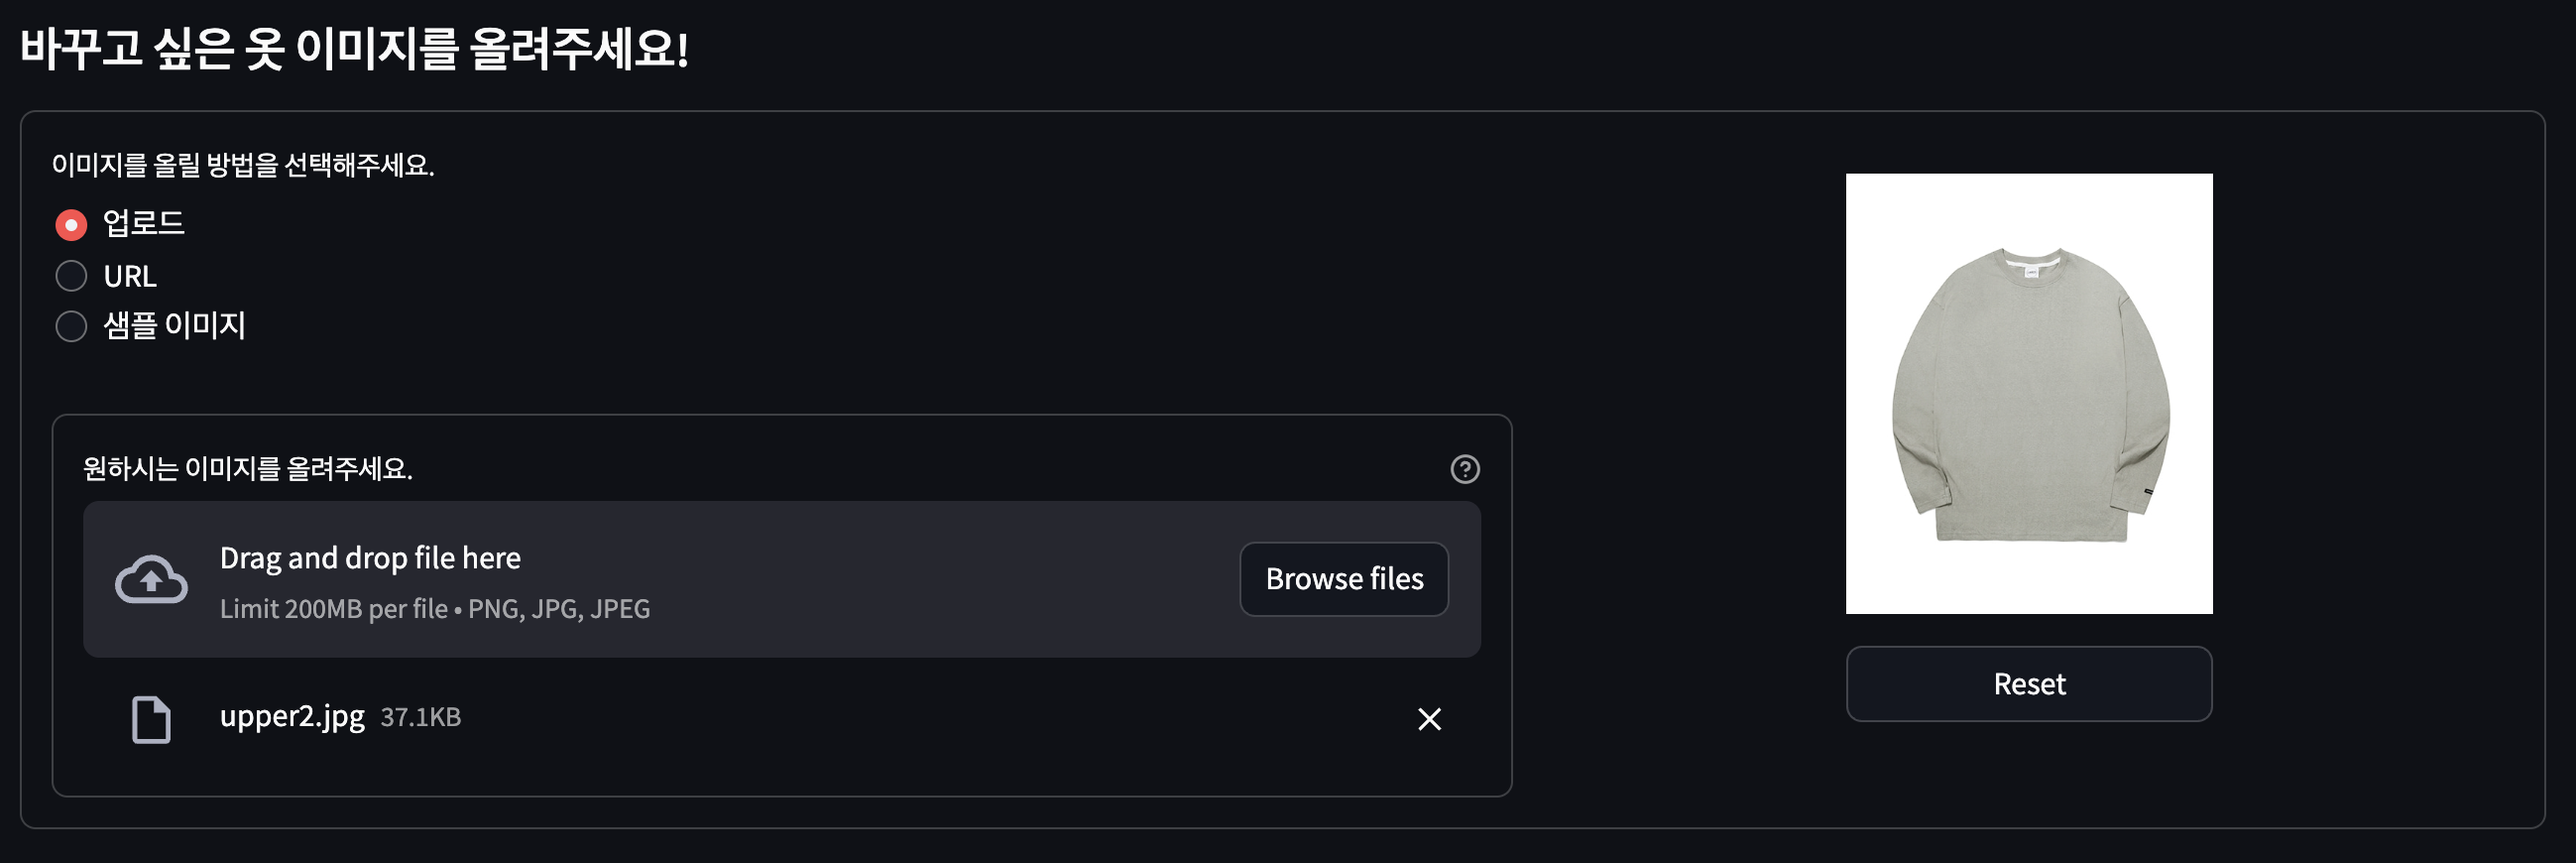 바꾸고 싶은 옷 이미지를 올려주세요!
이미지를 올릴 방법을 선택해주세요.
업로드
URL
샘플 이미지
원하시는 이미지를 올려주세요.
Drag and drop file here
Limit 200MB per file • PNG, JPG, JPEG
Browse files
upper2.jpg 37.1KB
Reset